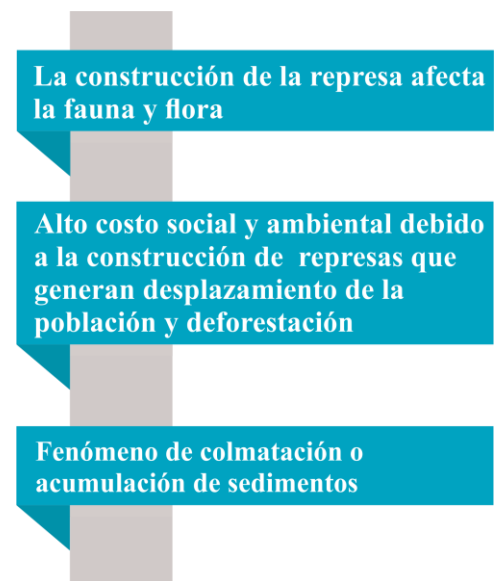 La construcción de la represa afecta
la fauna y flora
Alto costo social y ambiental debido
a la construcción de represas que
generan desplazamiento de la
población y deforestación
Fenómeno de colmatación o
acumulación de sedimentos